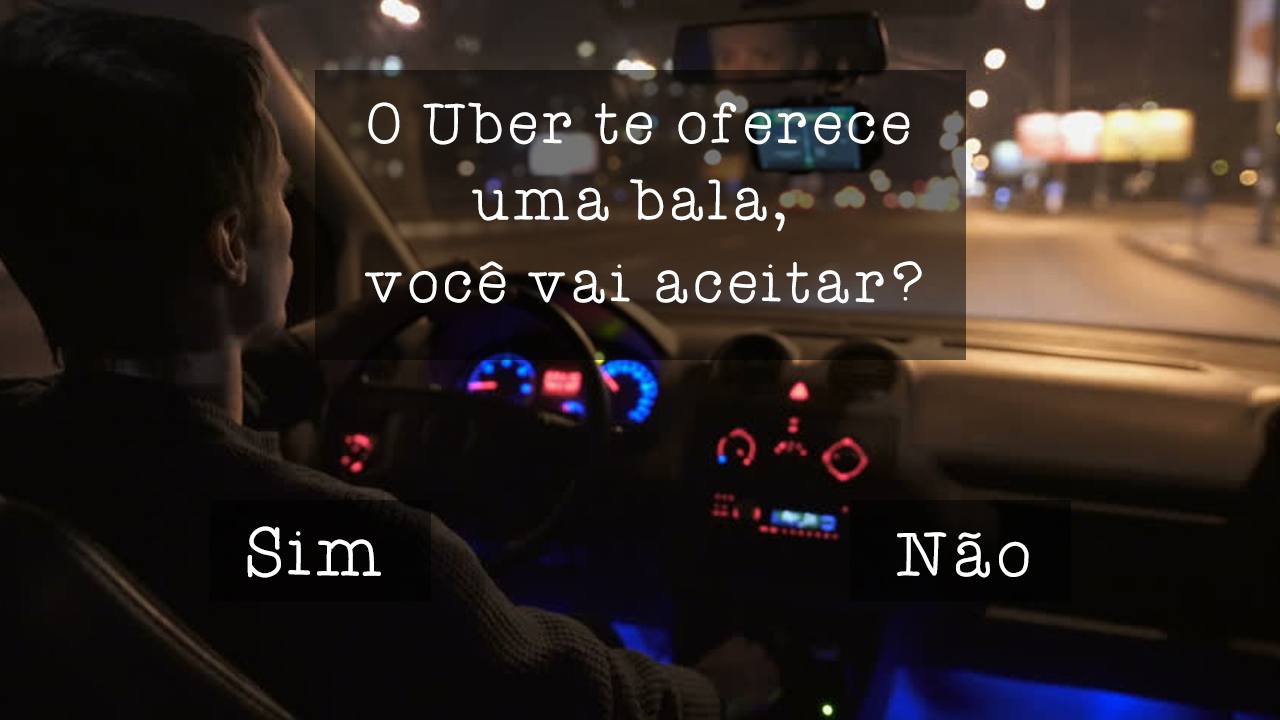 O Uber te oferece
uma bala,
você vai aceitar?
Sim
Não